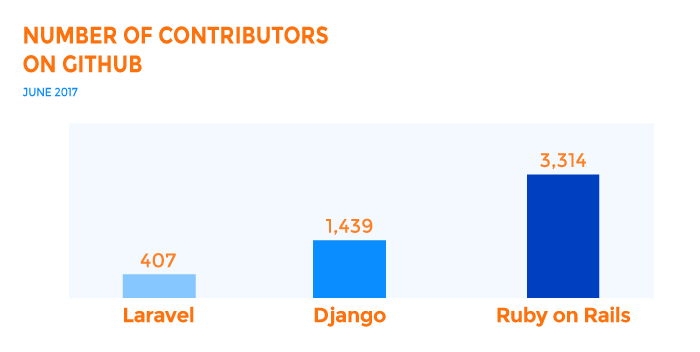 NUMBER OF CONTRIBUTORS
ON GITHUB
JUNE 2017
407
1,439
3,314
Laravel
Django
Ruby on Rails